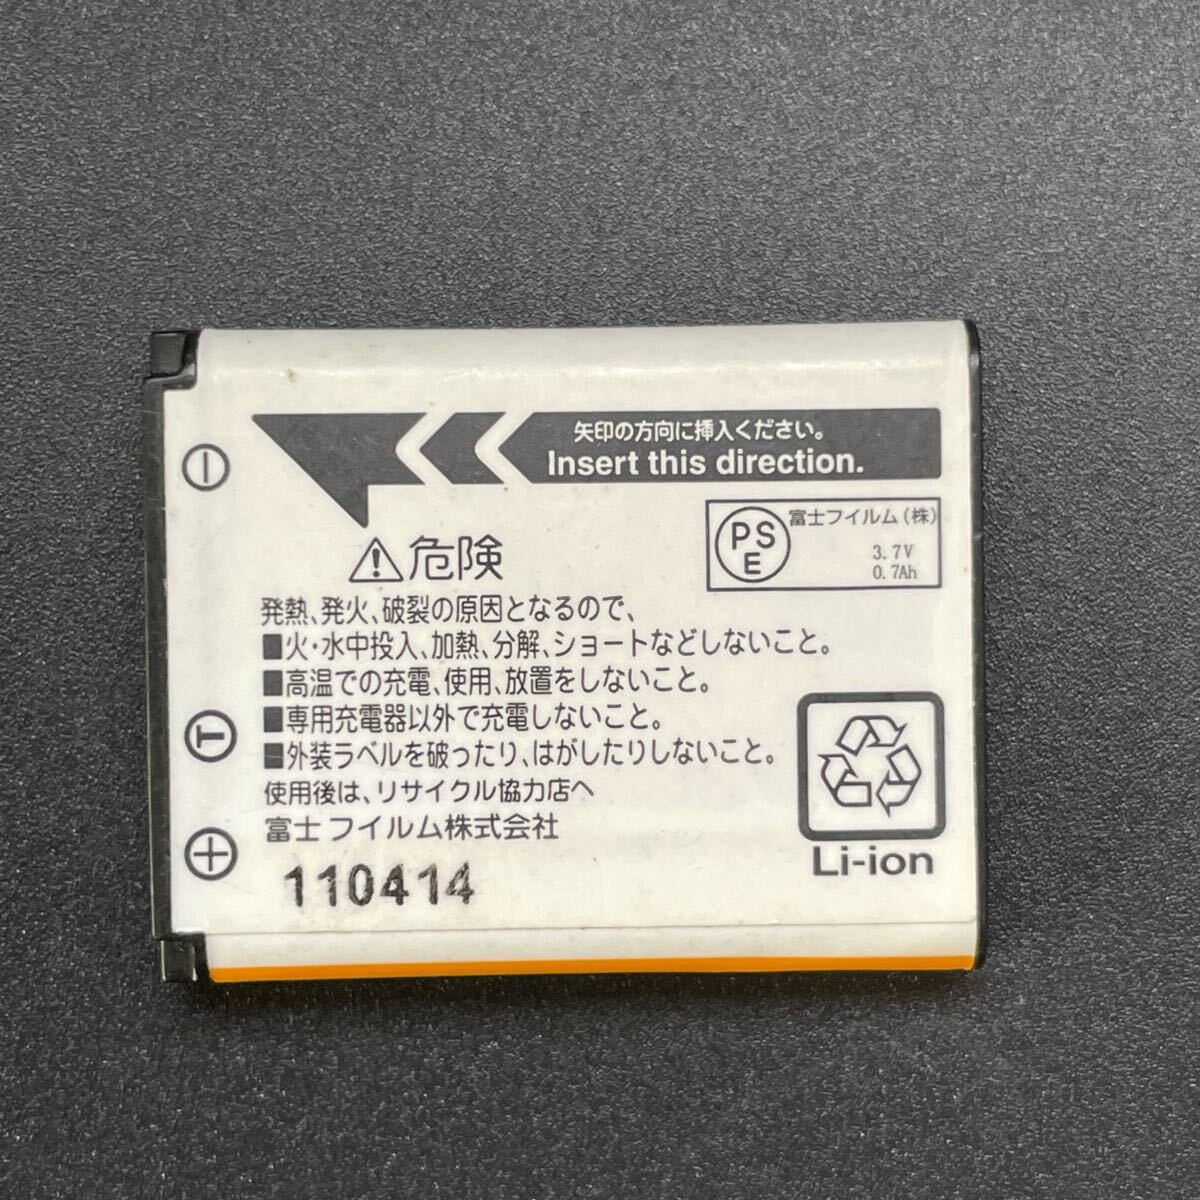 矢印の方向に挿入ください。
Insert this direction.
PS
E
富士フイルム(株)
3.7V
0.7Ah
危険
発熱、発火、破裂の原因となるので、
■火・水中投入、加熱、分解、ショートなどしないこと。
■高温での充電、使用、放置をしないこと。
■専用充電器以外で充電しないこと。
■外装ラベルを破ったり、はがしたりしないこと。
使用後は、リサイクル協力店へ
富士フイルム株式会社
110414
Li-ion
−
T
+